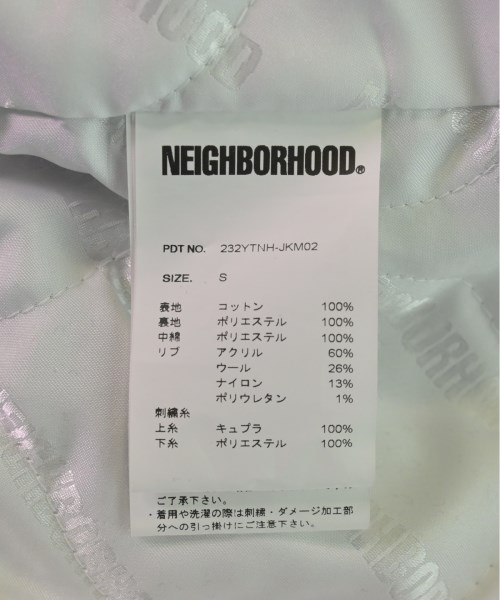 NEIGHBORHOOD®
PDT NO. 232YTNH-JKM02
SIZE. S
表地 コットン 100%
裏地 ポリエステル 100%
中綿 ポリエステル 100%
リブ アクリル 60%
ウール 26%
ナイロン 13%
ポリウレタン 1%
刺繍糸
上糸 キュプラ 100%
下糸 ポリエステル 100%
ご了承下さい。
・着用や洗濯の際は刺繍・ダメージ加工部
分への引っ掛けにご注意下さい。